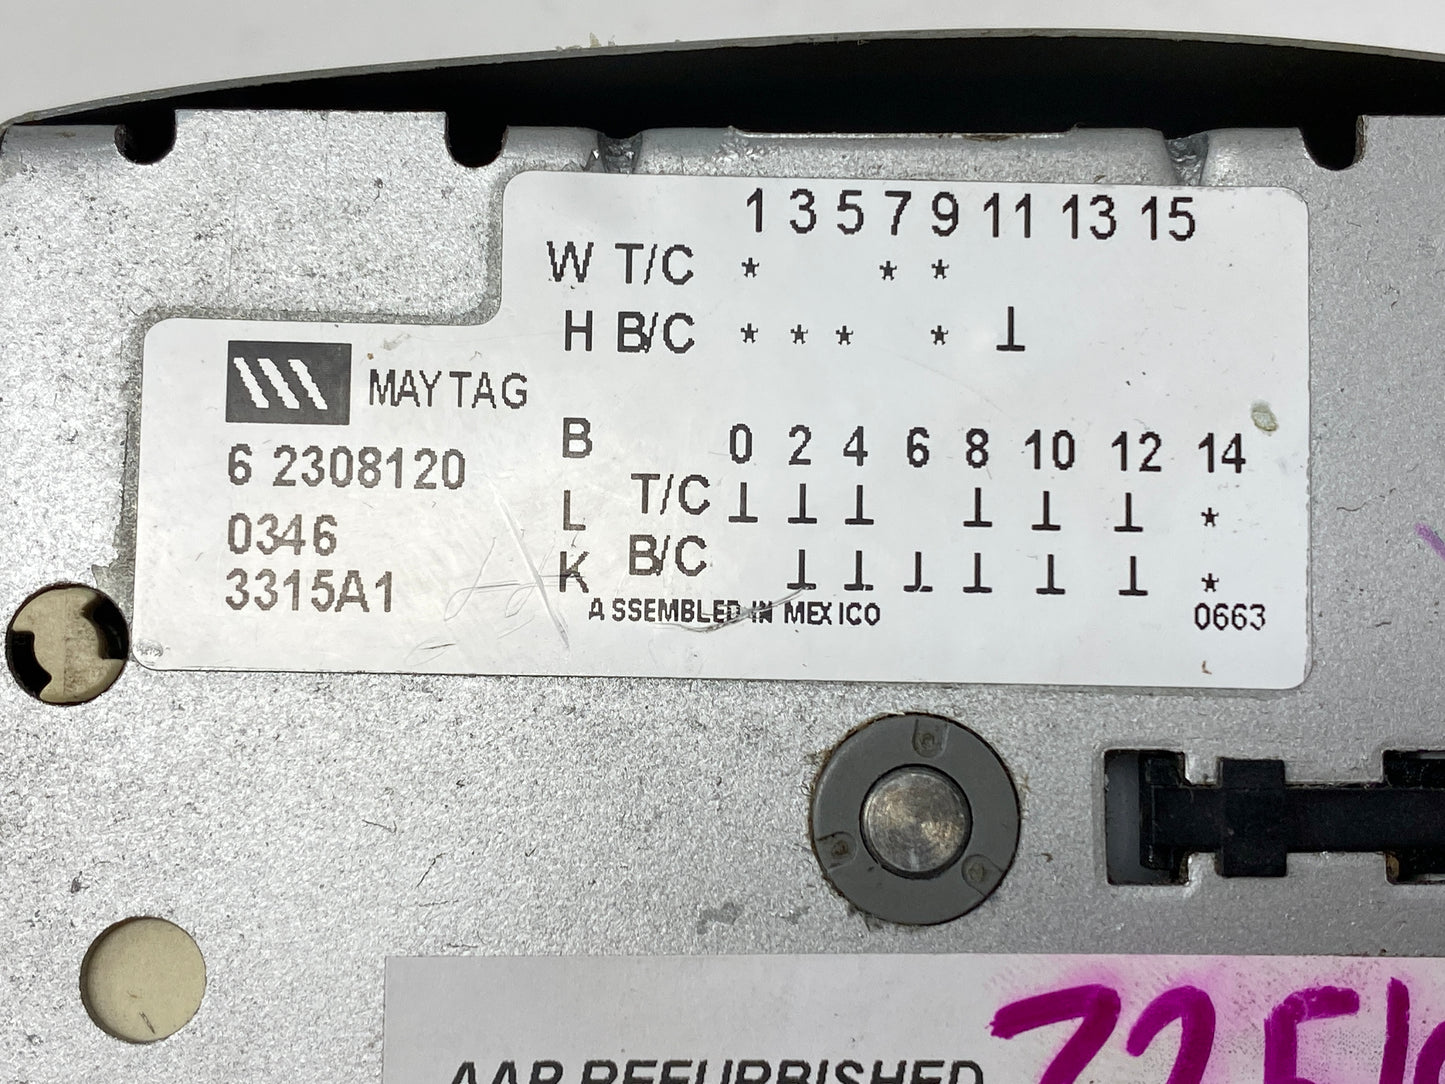 1 3 5 7 9 11 13 15
W T/C * * *
H B/C * * * * ⊥
MAYTAG
6 2308120
0346
3315A1
B 0 2 4 6 8 10 12 14
L T/C ⊥ ⊥ ⊥ ⊥ ⊥ ⊥ *
K B/C ⊥ ⊥ ⊥ ⊥ ⊥ ⊥ *
ASSEMBLED IN MEXICO 0663
AAP REFURBISHED